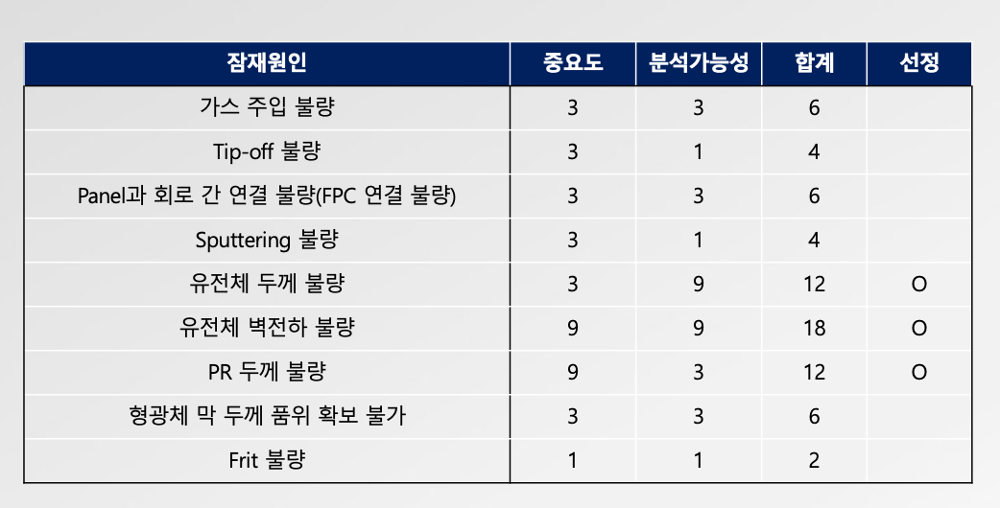 잠재원인 중요도 분석가능성 합계 선정
가스 주입 불량 3 3 6
Tip-off 불량 3 1 4
Panel과 회로 간 연결 불량(FPC 연결 불량) 3 3 6
Sputtering 불량 3 1 4
유전체 두께 불량 3 9 12 O
유전체 벽전하 불량 9 9 18 O
PR 두께 불량 9 3 12 O
형광체 막 두께 품위 확보 불가 3 3 6
Frit 불량 1 1 2